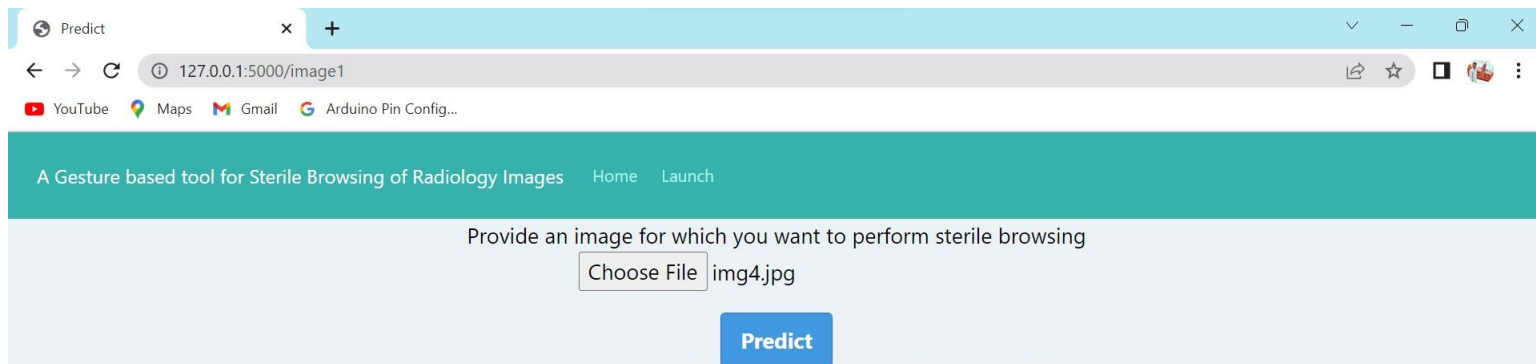 Predict
127.0.0.1:5000/image1
YouTube Maps Gmail Arduino Pin Config...
A Gesture based tool for Sterile Browsing of Radiology Images Home Launch
Provide an image for which you want to perform sterile browsing
Choose File img4.jpg
Predict